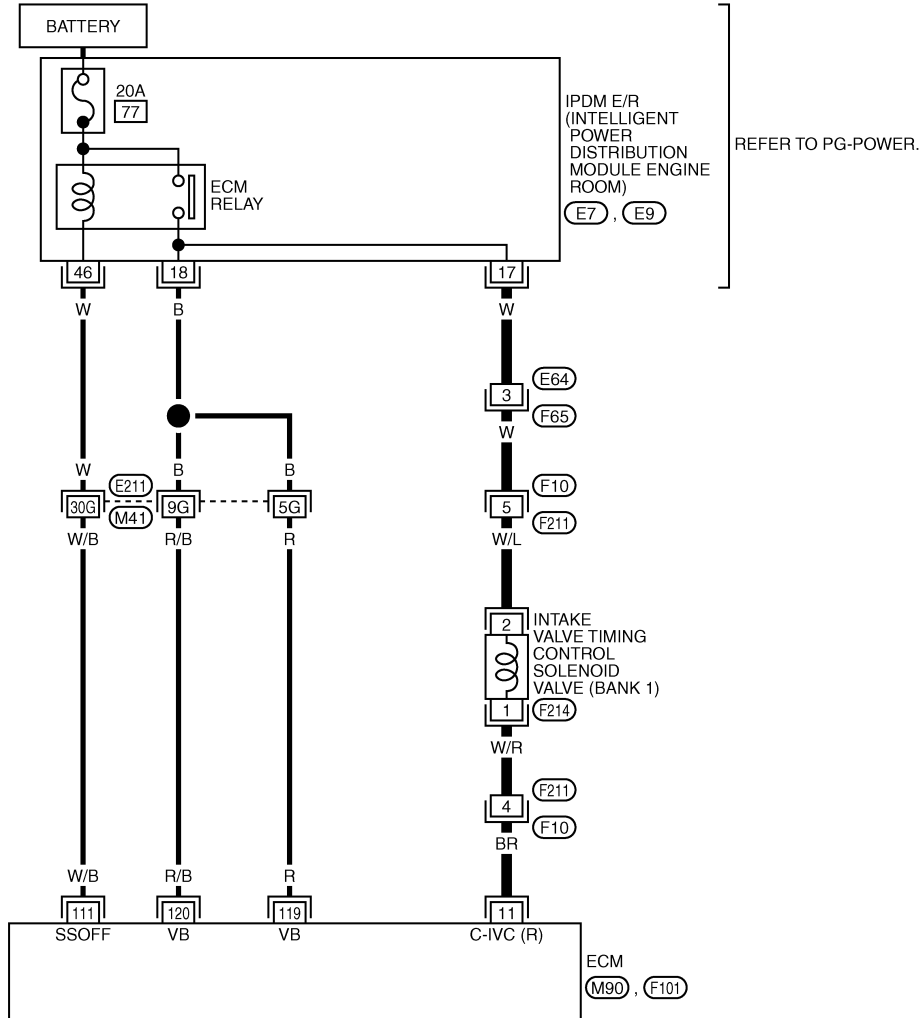 BATTERY
20A
77
ECM
RELAY
IPDM E/R
(INTELLIGENT
POWER
DISTRIBUTION
MODULE ENGINE
ROOM)
E7 , E9
REFER TO PG-POWER.
46
18
17
W
B
W
3
E64
F65
W
W
B
B
30G
E211
M41
9G
5G
5
F10
F211
W/B
R/B
R
W/L
2
INTAKE
VALVE TIMING
CONTROL
SOLENOID
VALVE (BANK 1)
1
F214
W/R
4
F211
F10
BR
W/B
R/B
R
111
120
119
11
SSOFF
VB
VB
C-IVC (R)
ECM
M90 , F101